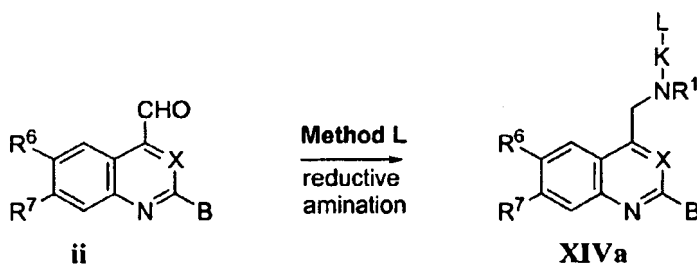 L
K
NR¹
CHO
R⁶
X
R⁷
N
B
ii
Method L
reductive
amination
R⁶
X
R⁷
N
B
XIVa